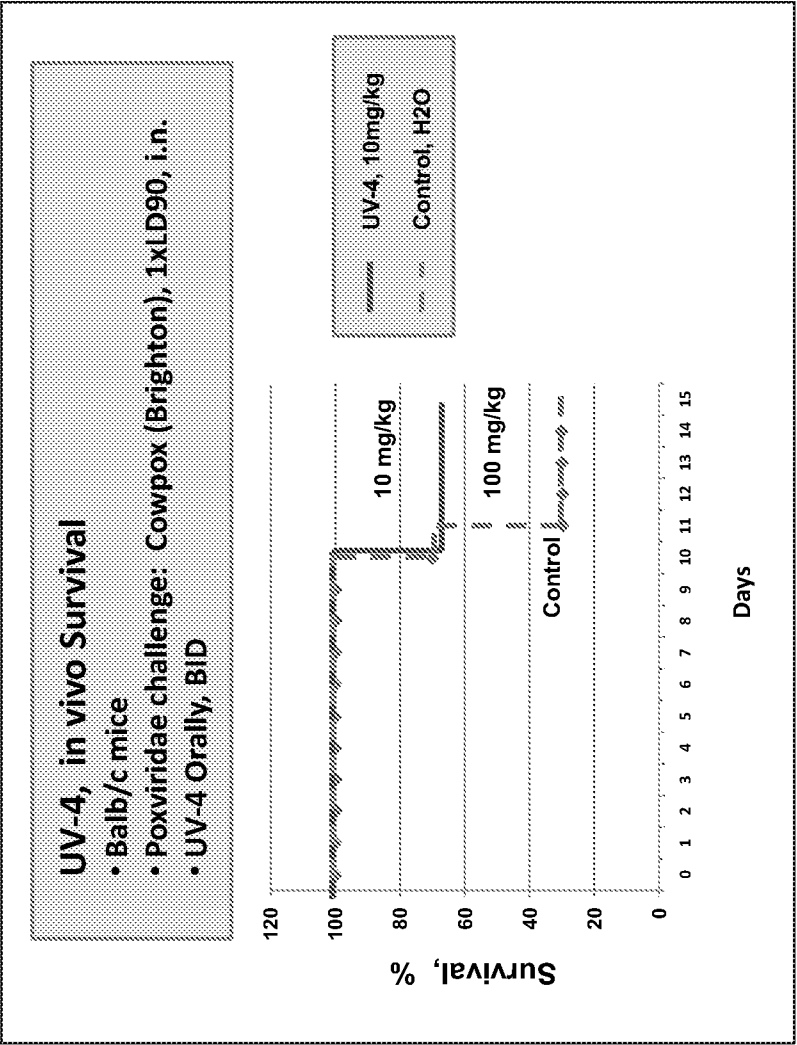 UV-4, in vivo Survival
• Balb/c mice
• Poxviridae challenge: Cowpox (Brighton), 1xLD90, i.n.
• UV-4 Orally, BID
Survival, %
120
100
80
60
40
20
0
10 mg/kg
100 mg/kg
Control
0 1 2 3 4 5 6 7 8 9 10 11 12 13 14 15
Days
UV-4, 10mg/kg
Control, H2O